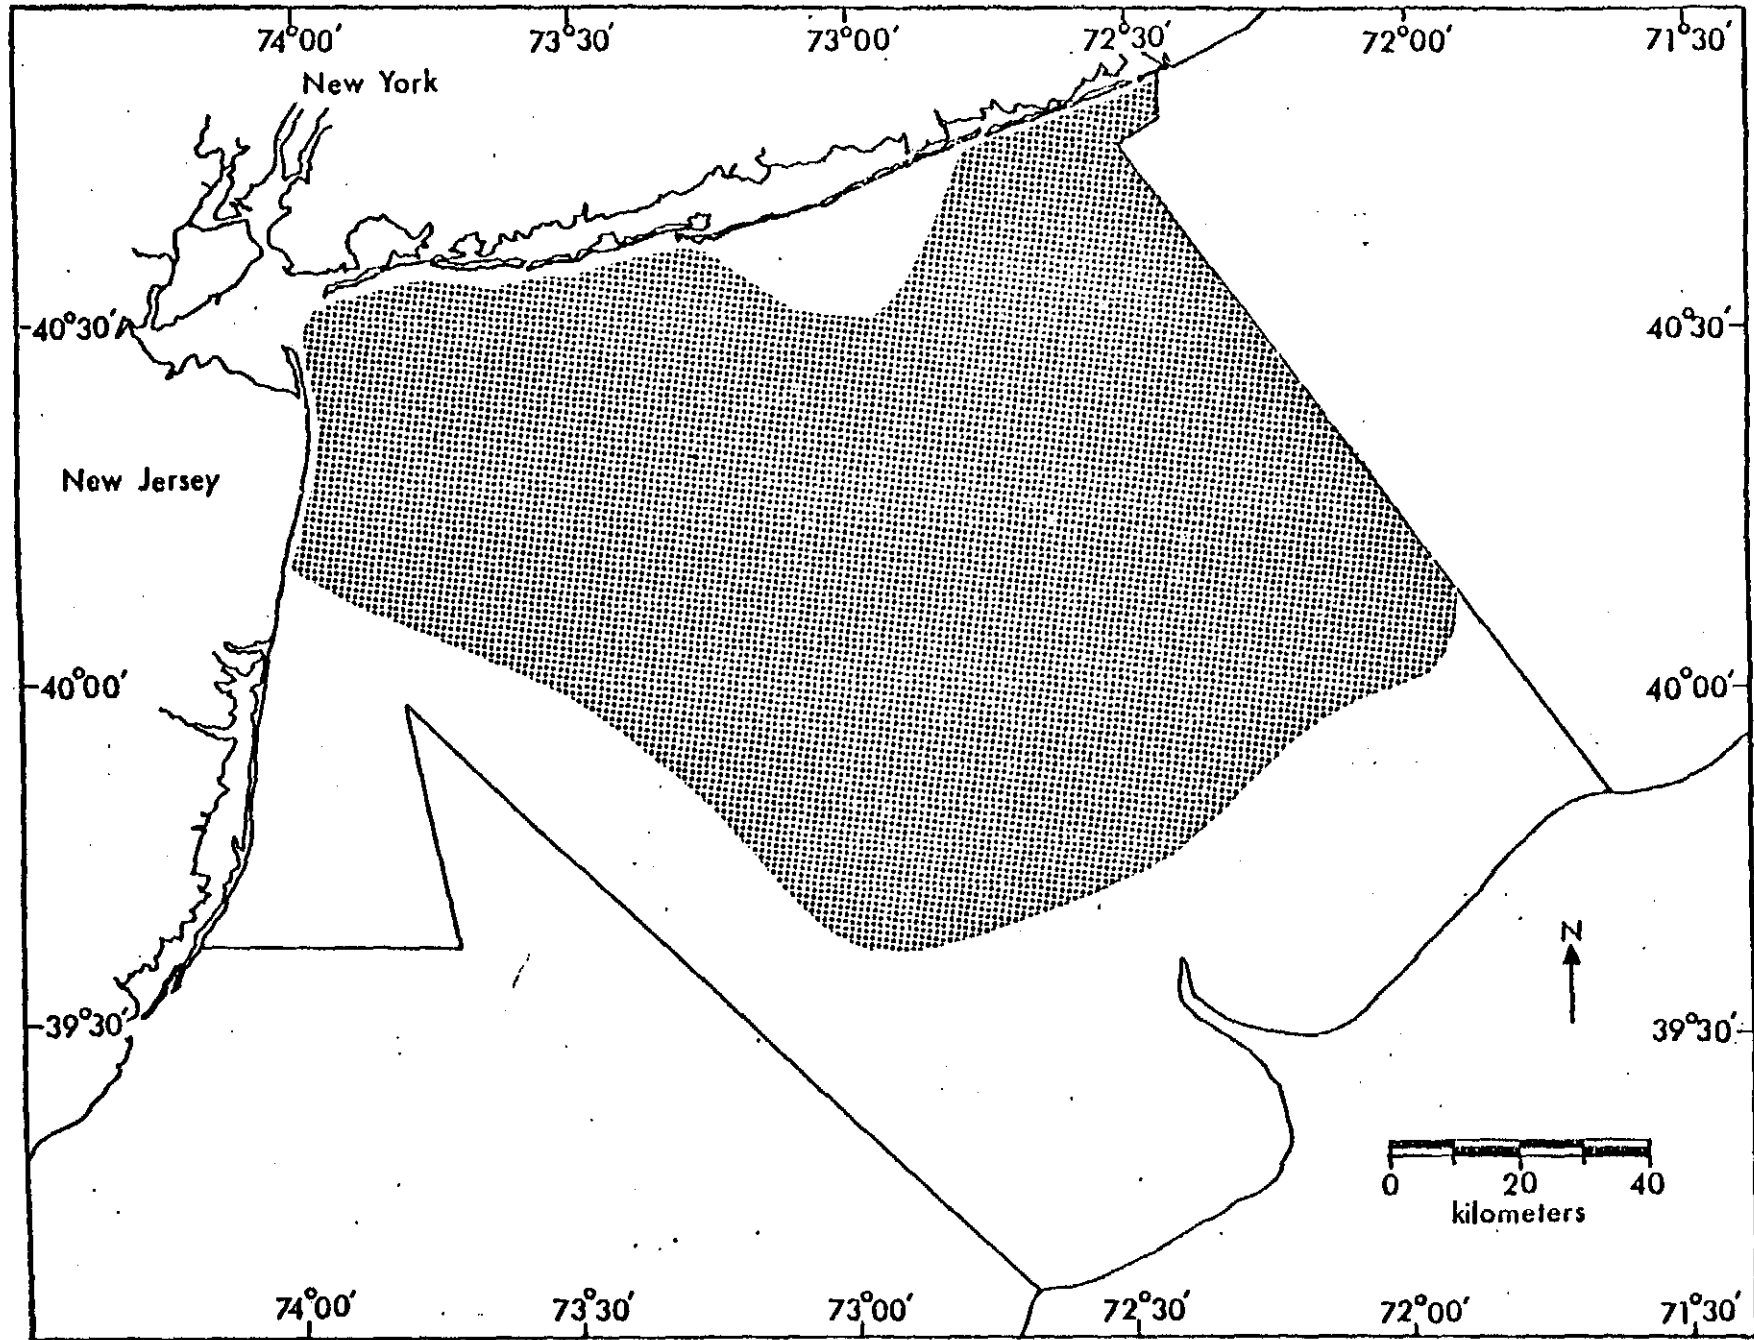 74°00′ 73°30′ 73°00′ 72°30′ 72°00′ 71°30′
New York
40°30′ 40°30′
New Jersey
40°00′ 40°00′
N
39°30′ 39°30′
0 20 40
kilometers
74°00′ 73°30′ 73°00′ 72°30′ 72°00′ 71°30′